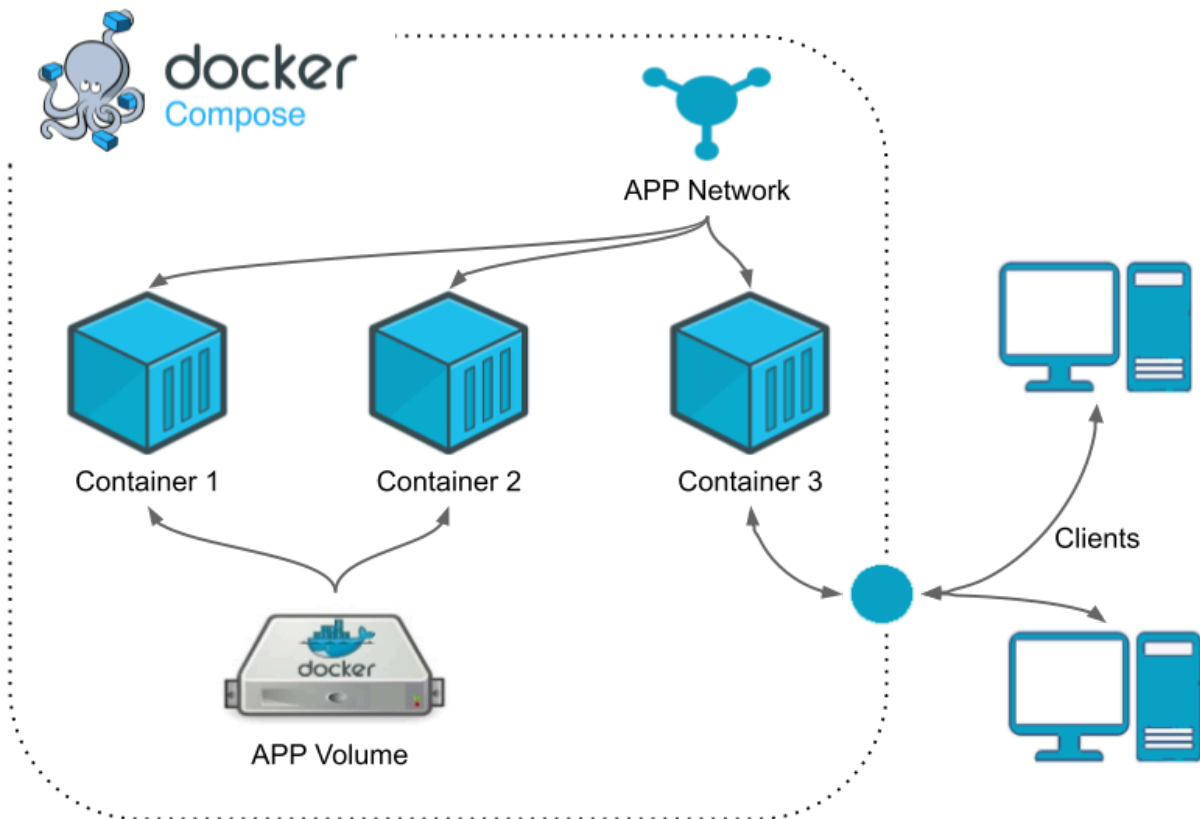 docker
Compose
APP Network
Container 1
Container 2
Container 3
Clients
docker
APP Volume